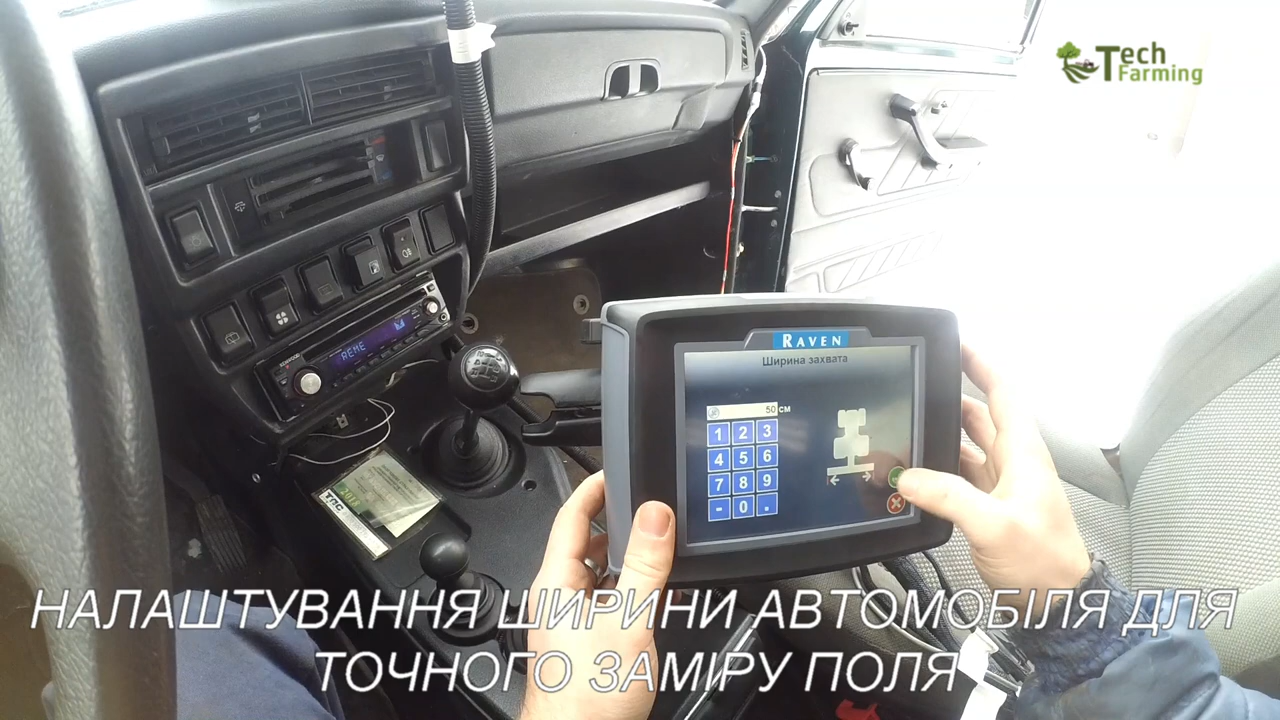 Tech
Farming
RAVEN
Ширина захвата
50 см
1 2 3
4 5 6
7 8 9
- 0 .
KENWOOD
НАЛАШТУВАННЯ ШИРИНИ АВТОМОБІЛЯ ДЛЯ
ТОЧНОГО ЗАМІРУ ПОЛЯ